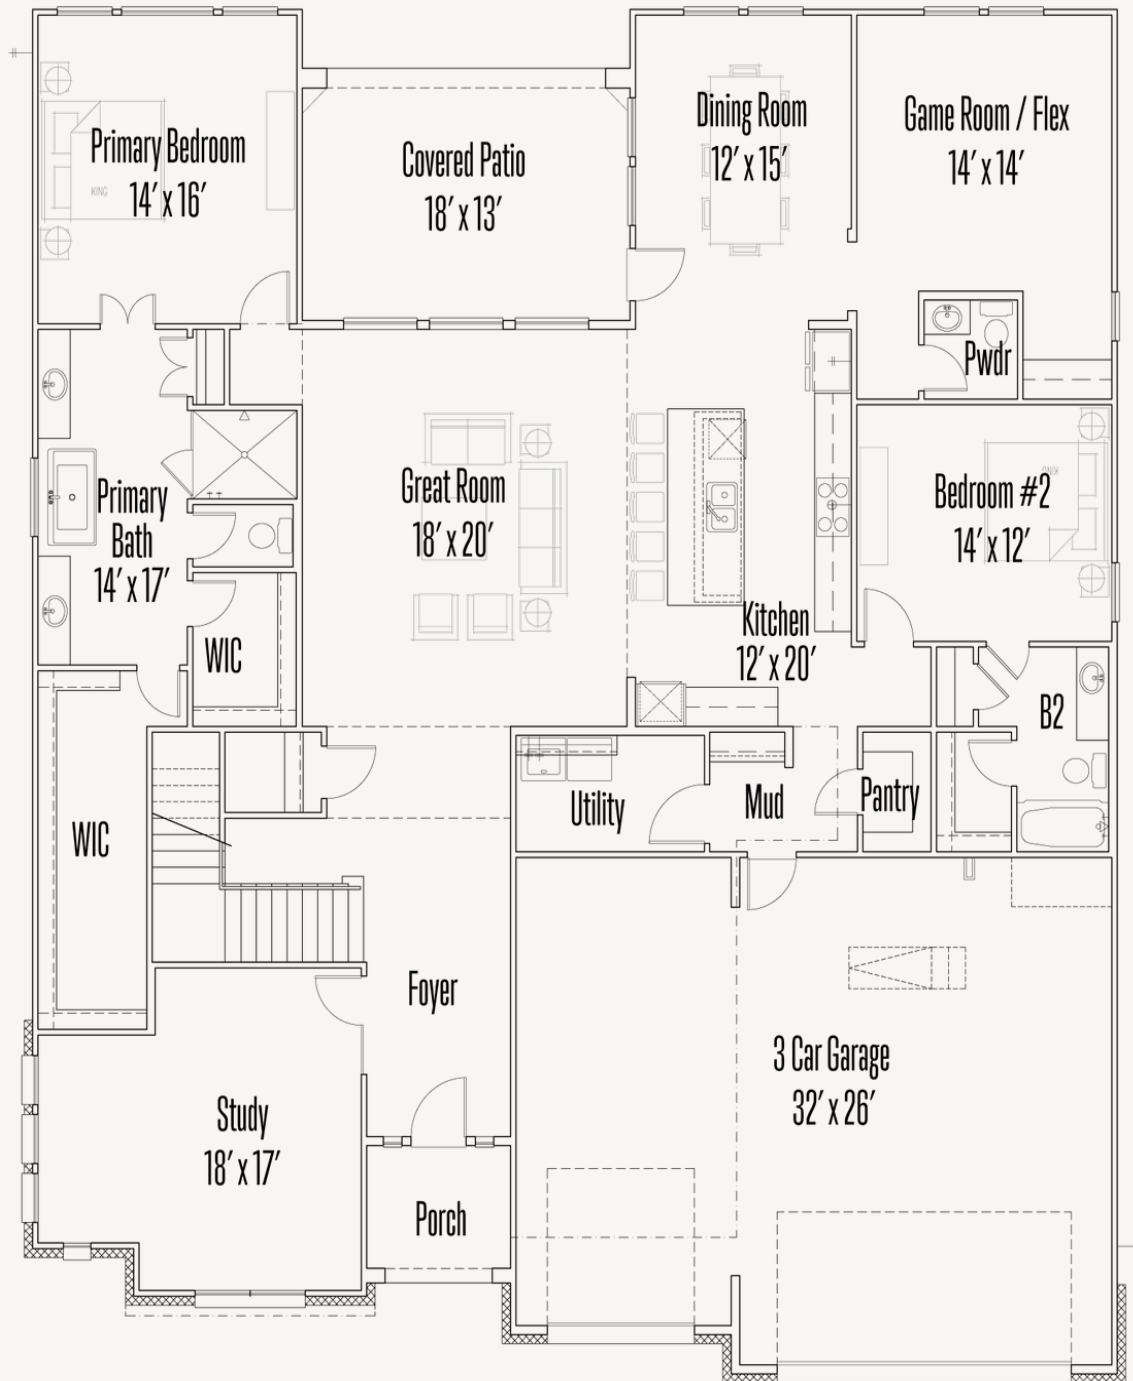 Primary Bedroom
14' x 16'
KING
Covered Patio
18' x 13'
Dining Room
12' x 15'
Game Room / Flex
14' x 14'
Pwdr
Primary
Bath
14' x 17'
Great Room
18' x 20'
Bedroom #2
14' x 12'
KING
WIC
Kitchen
12' x 20'
B2
WIC
Utility
Mud
Pantry
Foyer
3 Car Garage
32' x 26'
Study
18' x 17'
Porch